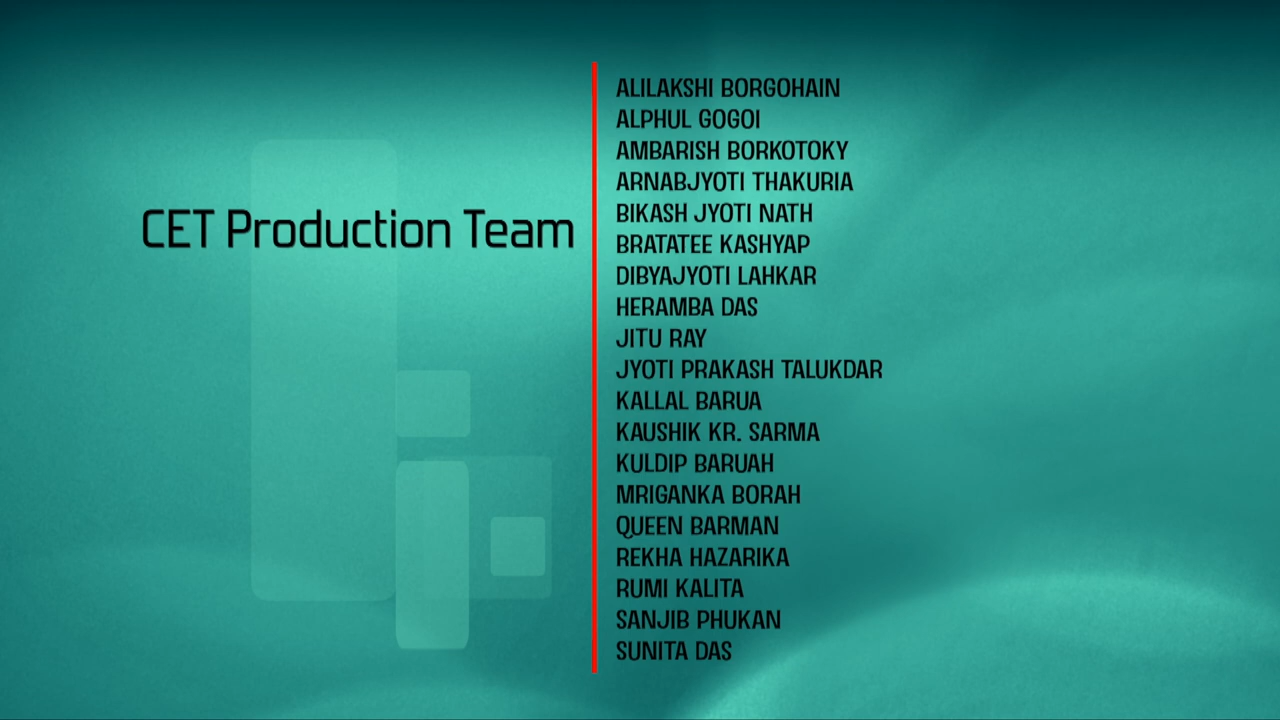 CET Production Team
ALILAKSHI BORGOHAIN
ALPHUL GOGOI
AMBARISH BORKOTOKY
ARNABJYOTI THAKURIA
BIKASH JYOTI NATH
BRATATEE KASHYAP
DIBYAJYOTI LAHKAR
HERAMBA DAS
JITU RAY
JYOTI PRAKASH TALUKDAR
KALLAL BARUA
KAUSHIK KR. SARMA
KULDIP BARUAH
MRIGANKA BORAH
QUEEN BARMAN
REKHA HAZARIKA
RUMI KALITA
SANJIB PHUKAN
SUNITA DAS